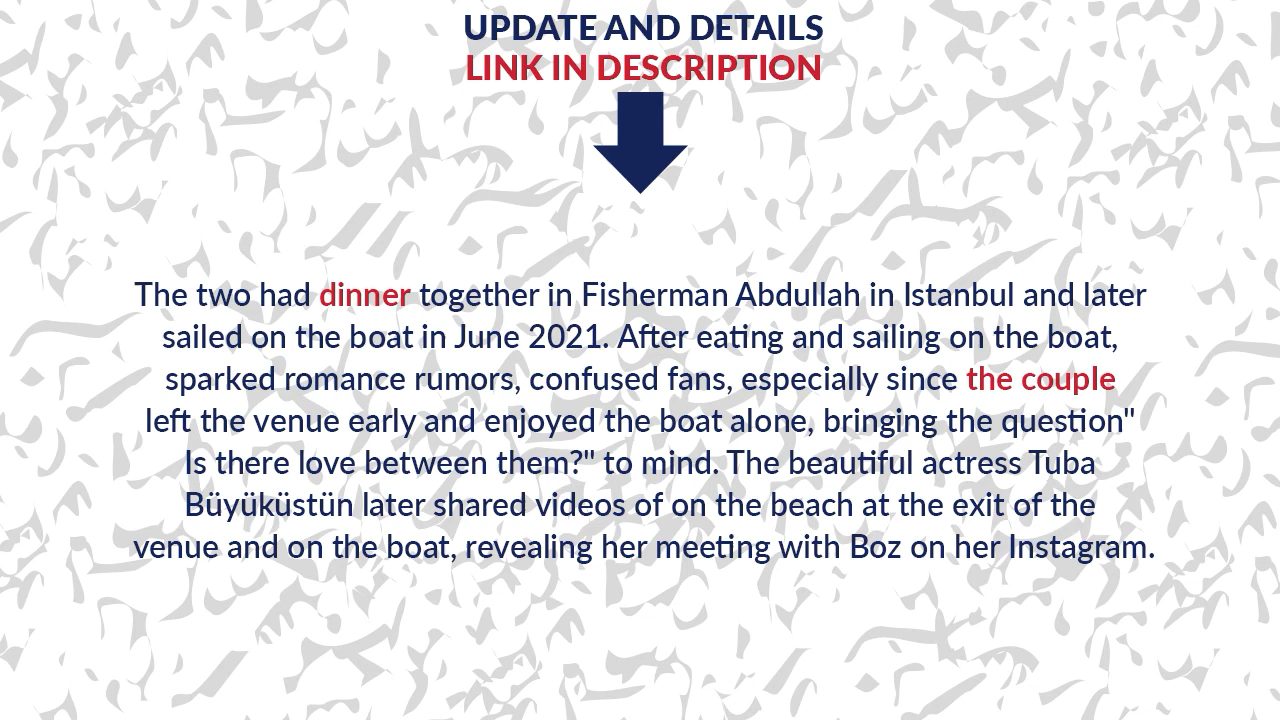 UPDATE AND DETAILS
LINK IN DESCRIPTION
The two had dinner together in Fisherman Abdullah in Istanbul and later
sailed on the boat in June 2021. After eating and sailing on the boat,
sparked romance rumors, confused fans, especially since the couple
left the venue early and enjoyed the boat alone, bringing the question"
Is there love between them?" to mind. The beautiful actress Tuba
Büyüküstün later shared videos of on the beach at the exit of the
venue and on the boat, revealing her meeting with Boz on her Instagram.